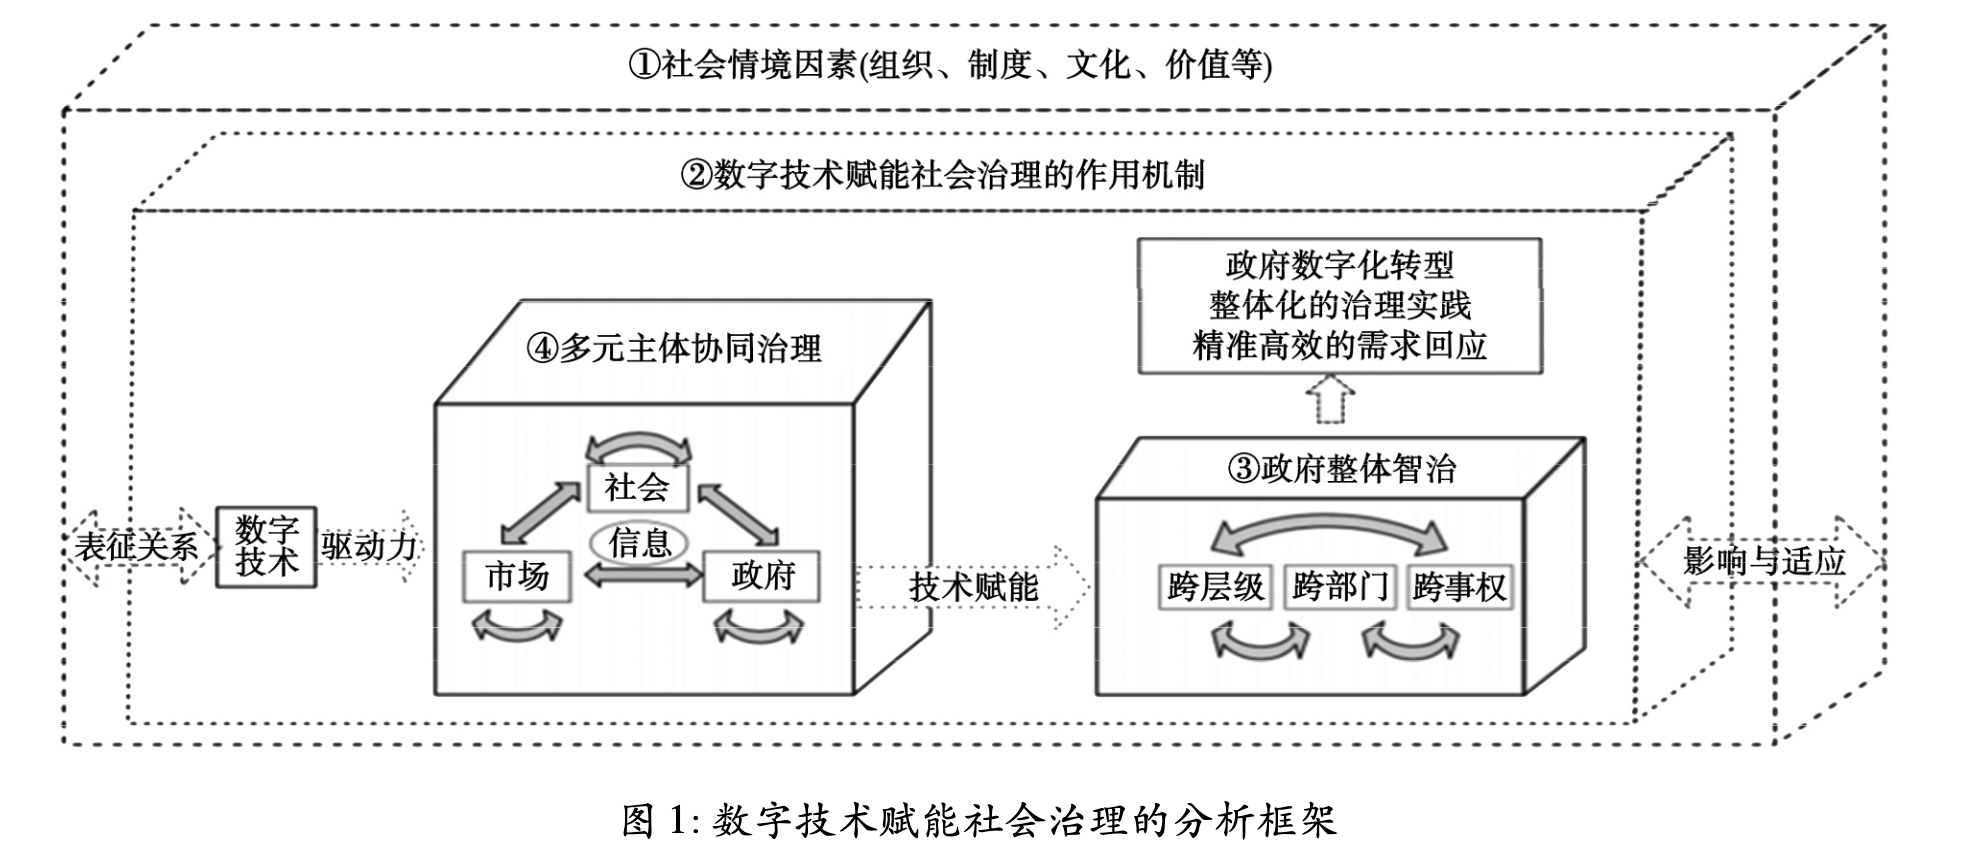 ①社会情境因素(组织、制度、文化、价值等)
②数字技术赋能社会治理的作用机制
政府数字化转型
整体化的治理实践
精准高效的需求回应
④多元主体协同治理
③政府整体智治
社会
信息
市场
政府
表征关系
数字
技术
驱动力
技术赋能
跨层级
跨部门
跨事权
影响与适应
图1:数字技术赋能社会治理的分析框架